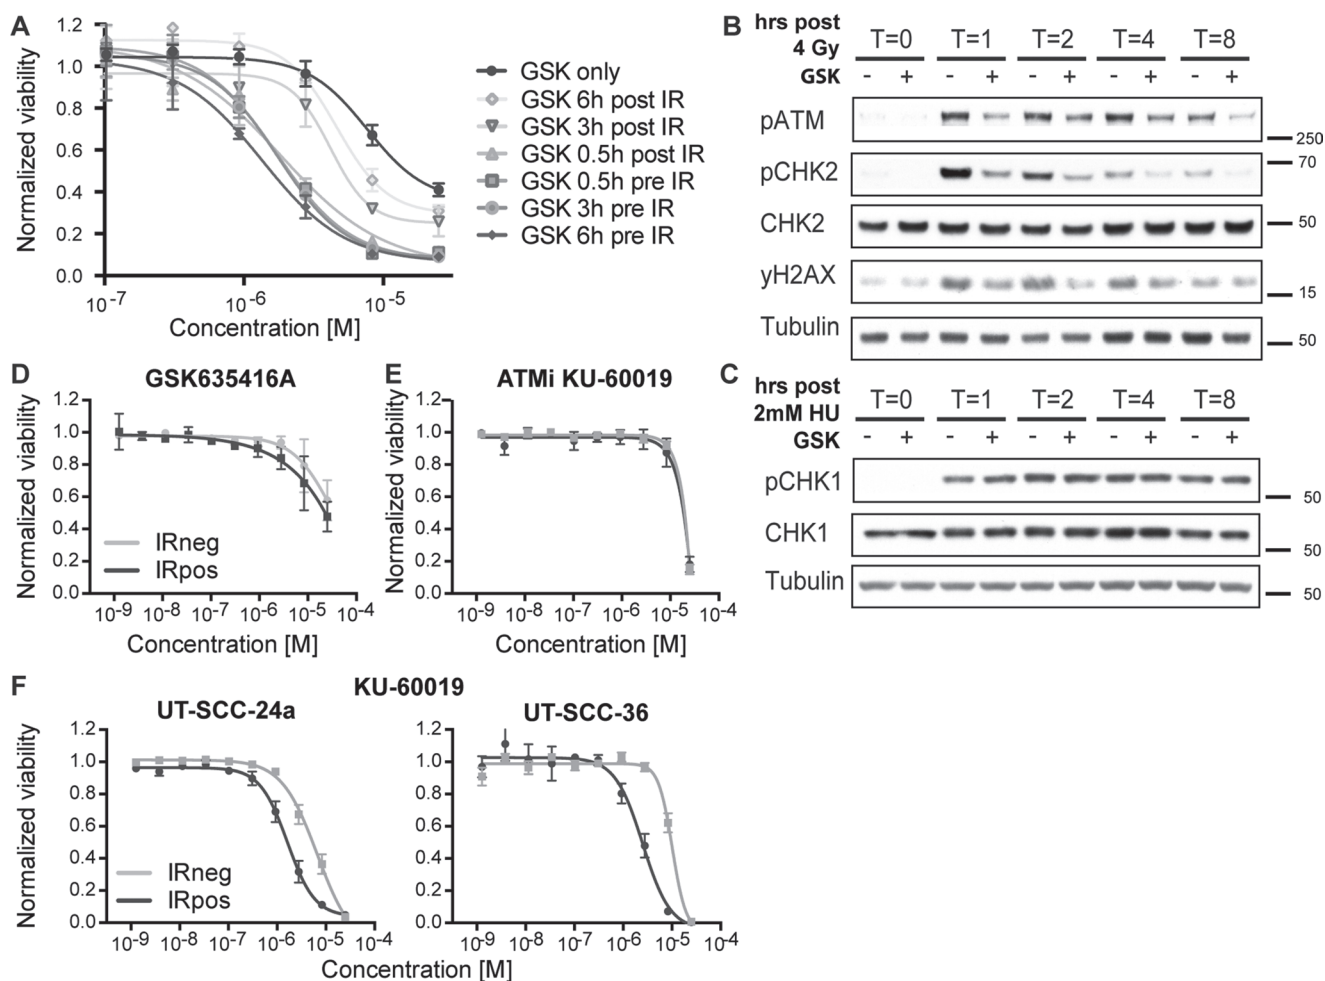 A
Normalized viability
1.2
1.0
0.8
0.6
0.4
0.2
0.0
10-7
10-6
10-5
Concentration [M]
GSK only
GSK 6h post IR
GSK 3h post IR
GSK 0.5h post IR
GSK 0.5h pre IR
GSK 3h pre IR
GSK 6h pre IR
B
hrs post
4 Gy
T=0 T=1 T=2 T=4 T=8
GSK - + - + - + - + - +
pATM
250
pCHK2
70
CHK2
50
yH2AX
15
Tubulin
50
C
hrs post
2mM HU
T=0 T=1 T=2 T=4 T=8
GSK - + - + - + - + - +
pCHK1
50
CHK1
50
Tubulin
50
D
GSK635416A
Normalized viability
1.2
1.0
0.8
0.6
0.4
0.2
0.0
IRneg
IRpos
10-9 10-8 10-7 10-6 10-5 10-4
Concentration [M]
E
ATMi KU-60019
Normalized viability
1.2
1.0
0.8
0.6
0.4
0.2
0.0
10-9 10-8 10-7 10-6 10-5 10-4
Concentration [M]
F
KU-60019
UT-SCC-24a
Normalized viability
1.2
1.0
0.8
0.6
0.4
0.2
0.0
IRneg
IRpos
10-9 10-8 10-7 10-6 10-5 10-4
UT-SCC-36
1.2
1.0
0.8
0.6
0.4
0.2
0.0
10-9 10-8 10-7 10-6 10-5 10-4
Concentration [M]